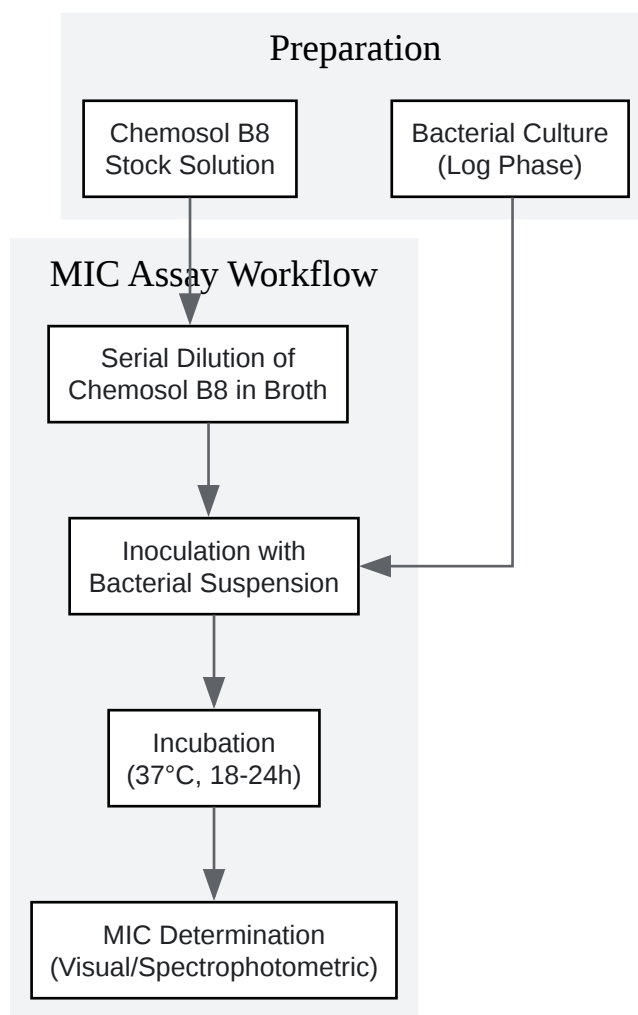 Preparation
Chemosol B8
Stock Solution
Bacterial Culture
(Log Phase)
MIC Assay Workflow
Serial Dilution of
Chemosol B8 in Broth
Inoculation with
Bacterial Suspension
Incubation
(37°C, 18-24h)
MIC Determination
(Visual/Spectrophotometric)